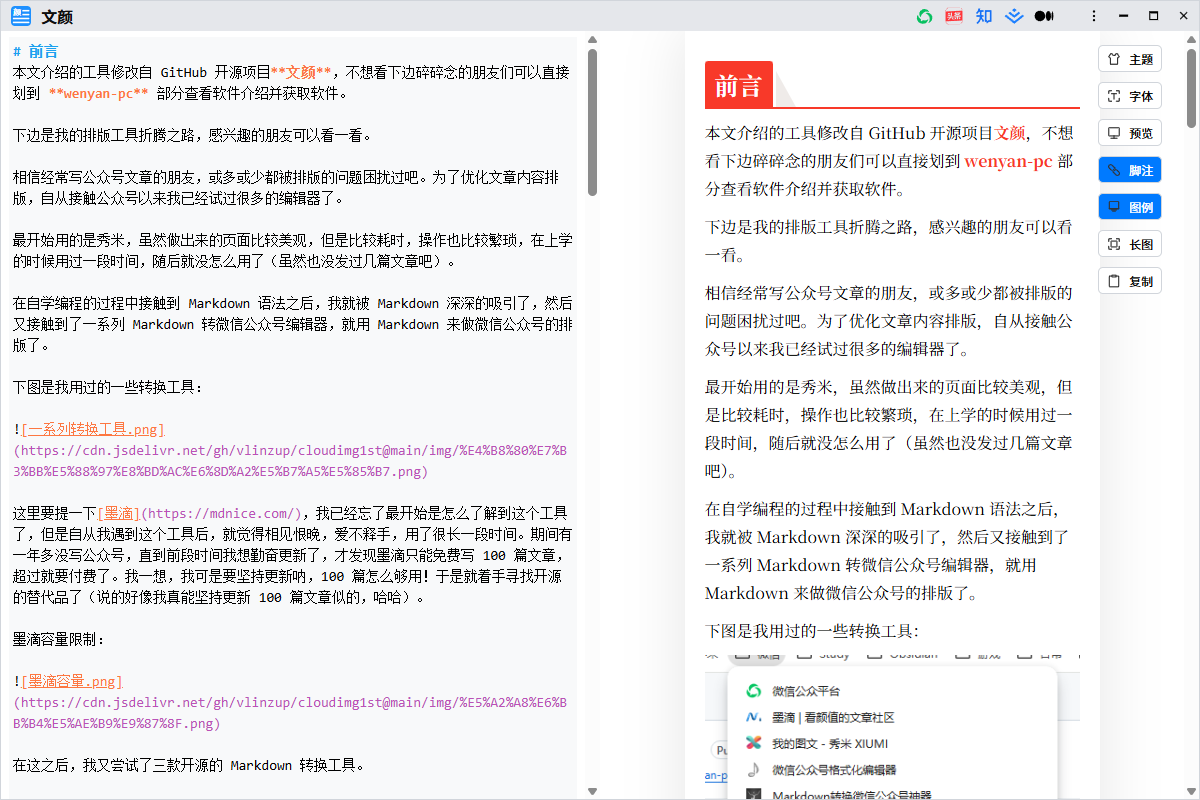 文颜
头条
知
# 前言
本文介绍的工具修改自 GitHub 开源项目**文颜**，不想看下边碎碎念的朋友们可以直接
划到 **wenyan-pc** 部分查看软件介绍并获取软件。
下边是我的排版工具折腾之路，感兴趣的朋友可以看一看。
相信经常写公众号文章的朋友，或多或少都被排版的问题困扰过吧。为了优化文章内容排
版，自从接触公众号以来我已经试过很多的编辑器了。
最开始用的是秀米，虽然做出来的页面比较美观，但是比较耗时，操作也比较繁琐，在上学
的时候用过一段时间，随后就没怎么用了（虽然也没发过几篇文章吧）。
在自学编程的过程中接触到 Markdown 语法之后，我就被 Markdown 深深的吸引了，然后
又接触到了一系列 Markdown 转微信公众号编辑器，就用 Markdown 来做微信公众号的排
版了。
下图是我用过的一些转换工具：
![一系列转换工具.png]
(https://cdn.jsdelivr.net/gh/vlinzup/cloudimg1st@main/img/%E4%B8%80%E7%B
3%BB%E5%88%97%E8%BD%AC%E6%8D%A2%E5%B7%A5%E5%85%B7.png)
这里要提一下[墨滴](https://mdnice.com/)，我已经忘了最开始是怎么了解到这个工具
了，但是自从我遇到这个工具后，就觉得相见恨晚，爱不释手，用了很长一段时间。期间有
一年多没写公众号，直到前段时间我想勤奋更新了，才发现墨滴只能免费写 100 篇文章，
超过就要付费了。我一想，我可是要坚持更新呐，100 篇怎么够用！于是就着手寻找开源
的替代品了（说的好像我真能坚持更新 100 篇文章似的，哈哈）。
墨滴容量限制：
![墨滴容量.png]
(https://cdn.jsdelivr.net/gh/vlinzup/cloudimg1st@main/img/%E5%A2%A8%E6%B
B%B4%E5%AE%B9%E9%87%8F.png)
在这之后，我又尝试了三款开源的 Markdown 转换工具。
前言
本文介绍的工具修改自 GitHub 开源项目文颜，不想
看下边碎碎念的朋友们可以直接划到 wenyan-pc 部
分查看软件介绍并获取软件。
下边是我的排版工具折腾之路，感兴趣的朋友可以看
一看。
相信经常写公众号文章的朋友，或多或少都被排版的
问题困扰过吧。为了优化文章内容排版，自从接触公
众号以来我已经试过很多的编辑器了。
最开始用的是秀米，虽然做出来的页面比较美观，但
是比较耗时，操作也比较繁琐，在上学的时候用过一
段时间，随后就没怎么用了（虽然也没发过几篇文章
吧）。
在自学编程的过程中接触到 Markdown 语法之后，
我就被 Markdown 深深的吸引了，然后又接触到了
一系列 Markdown 转微信公众号编辑器，就用
Markdown 来做微信公众号的排版了。
下图是我用过的一些转换工具：
微信 Study Obsidian 游戏 日常
微信公众平台
墨滴 | 看颜值的文章社区
我的图文 - 秀米 XIUMI
微信公众号格式化编辑器
Markdown转换微信公众号神器
主题
字体
预览
脚注
图例
长图
复制